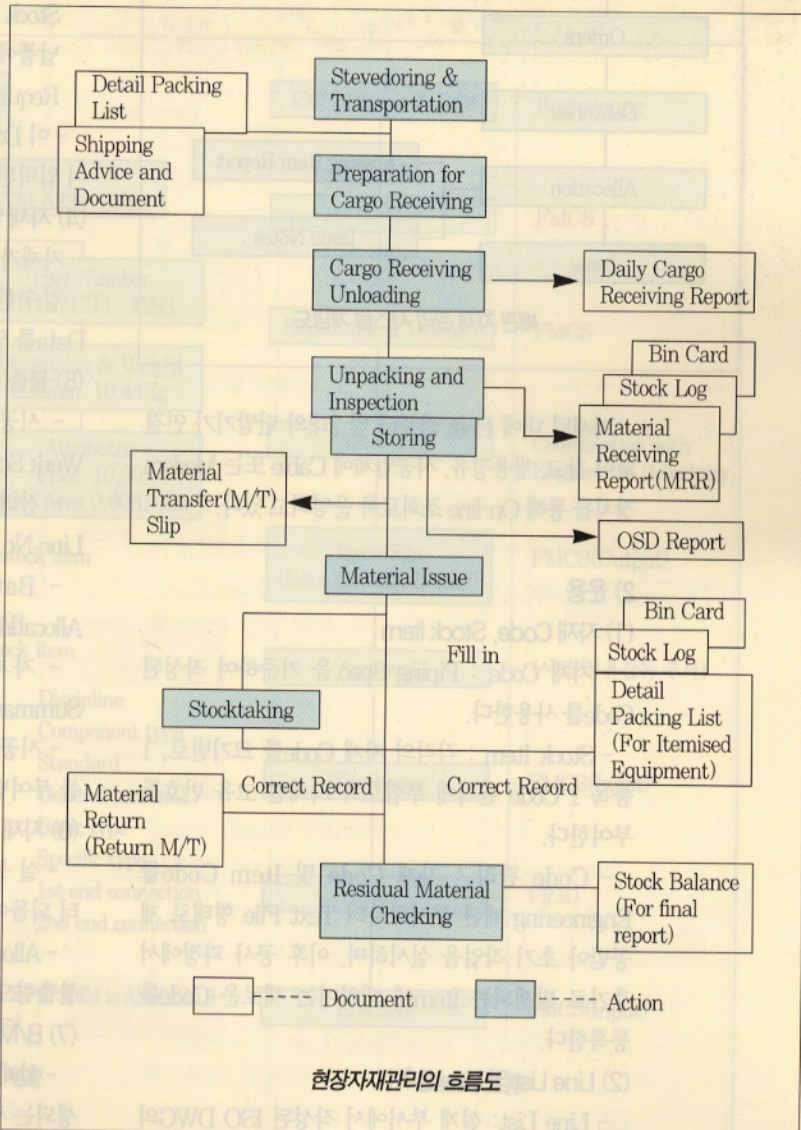 Stevedoring &
Transportation
Detail Packing
List
Shipping
Advice and
Document
Preparation for
Cargo Receiving
Cargo Receiving
Unloading
Daily Cargo
Receiving Report
Unpacking and
Inspection
Storing
Bin Card
Stock Log
Material
Receiving
Report(MRR)
Material
Transfer(M/T)
Slip
OSD Report
Material Issue
Fill in
Bin Card
Stock Log
Detail
Packing List
(For Itemised
Equipment)
Stocktaking
Correct Record
Correct Record
Material
Return
(Return M/T)
Residual Material
Checking
Stock Balance
(For final
report)
Document
Action
현장자재관리의 흐름도